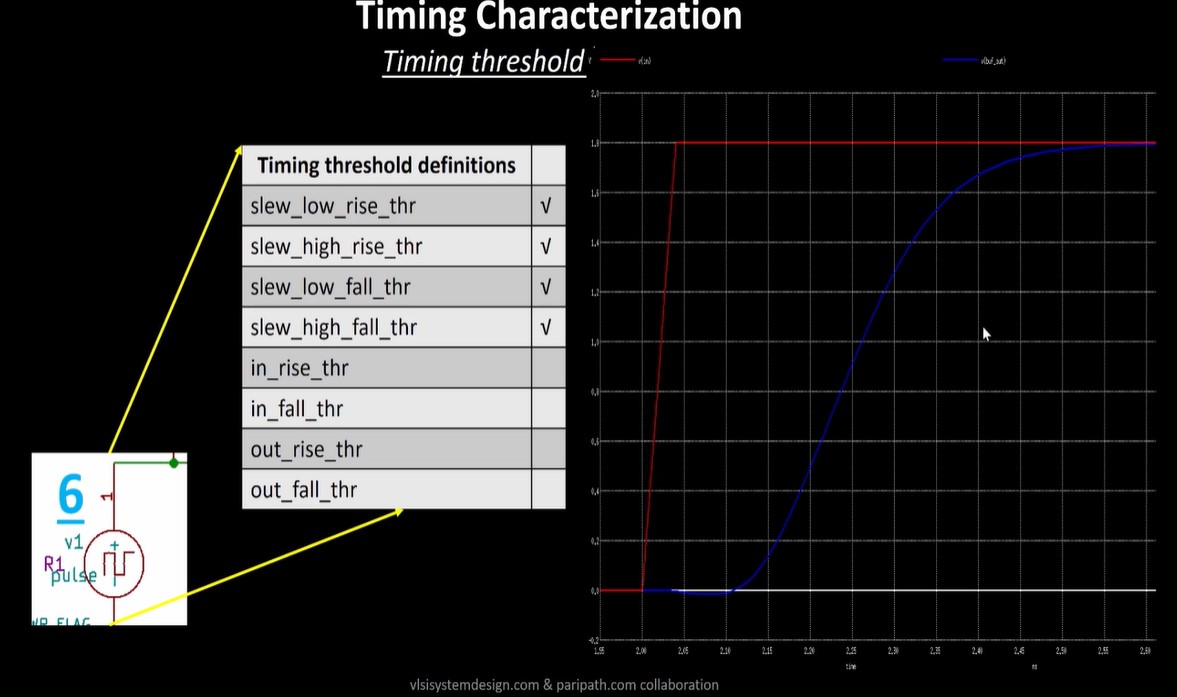 Timing Characterization
Timing threshold
v(in)
v(buf_out)
Timing threshold definitions
slew_low_rise_thr √
slew_high_rise_thr √
slew_low_fall_thr √
slew_high_fall_thr √
in_rise_thr
in_fall_thr
out_rise_thr
out_fall_thr
2.0
1.8
1.6
1.4
1.2
1.0
0.8
0.6
0.4
0.2
0.0
-0.2
1.95 2.00 2.05 2.10 2.15 2.20 2.25 2.30 2.35 2.40 2.45 2.50 2.55 2.60
time ns
6
1
v1
R1
pulse
vlsisystemdesign.com & paripath.com collaboration